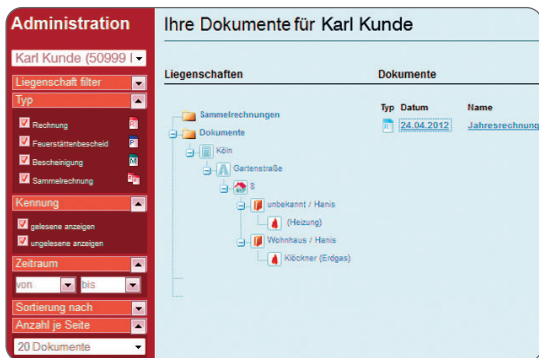 Administration
Karl Kunde (50999
Liegenschaft filter
Typ
Rechnung
Feuerstättenbescheid
Bescheinigung
Sammelrechnung
Kennung
gelesene anzeigen
ungelesene anzeigen
Zeitraum
von bis
Sortierung nach
Anzahl je Seite
20 Dokumente
Ihre Dokumente für Karl Kunde
Liegenschaften
Sammelrechnungen
Dokumente
Köln
Gartenstraße
8
unbekannt / Hanis
(Heizung)
Wohnhaus / Hanis
Klöckner (Erdgas)
Dokumente
Typ Datum Name
24.04.2012 Jahresrechnung